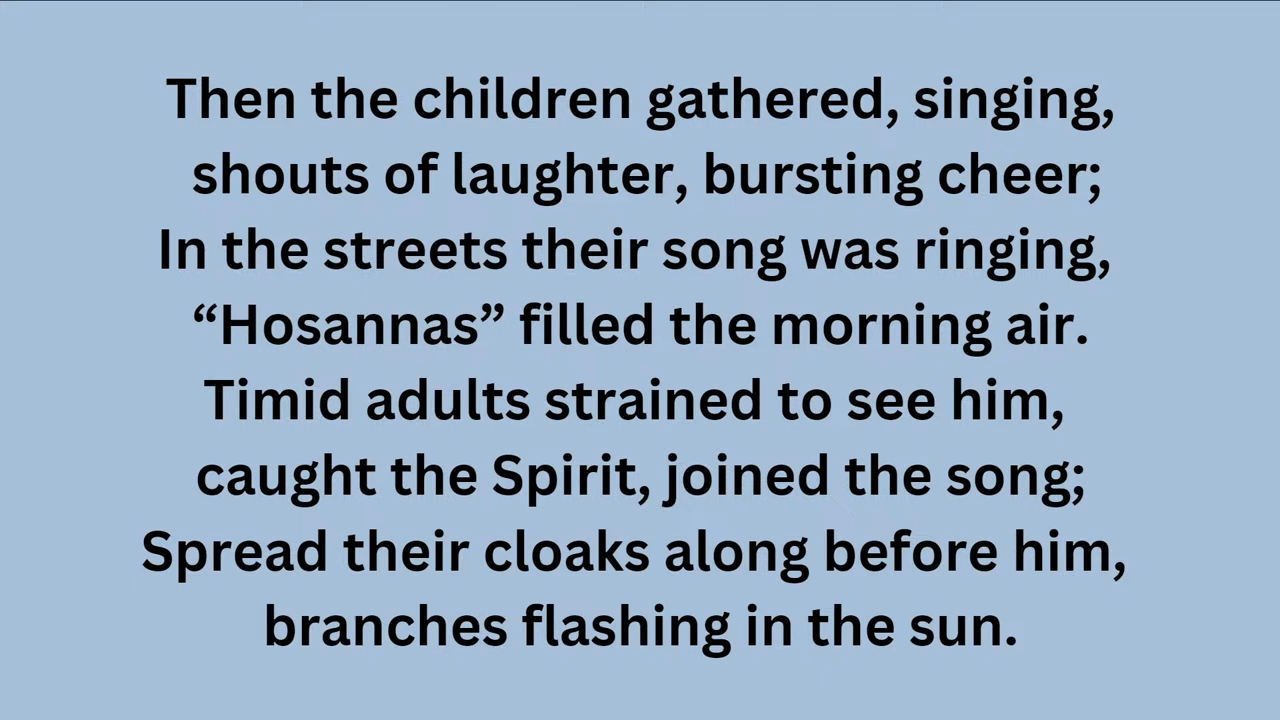 Then the children gathered, singing,
shouts of laughter, bursting cheer;
In the streets their song was ringing,
“Hosannas” filled the morning air.
Timid adults strained to see him,
caught the Spirit, joined the song;
Spread their cloaks along before him,
branches flashing in the sun.